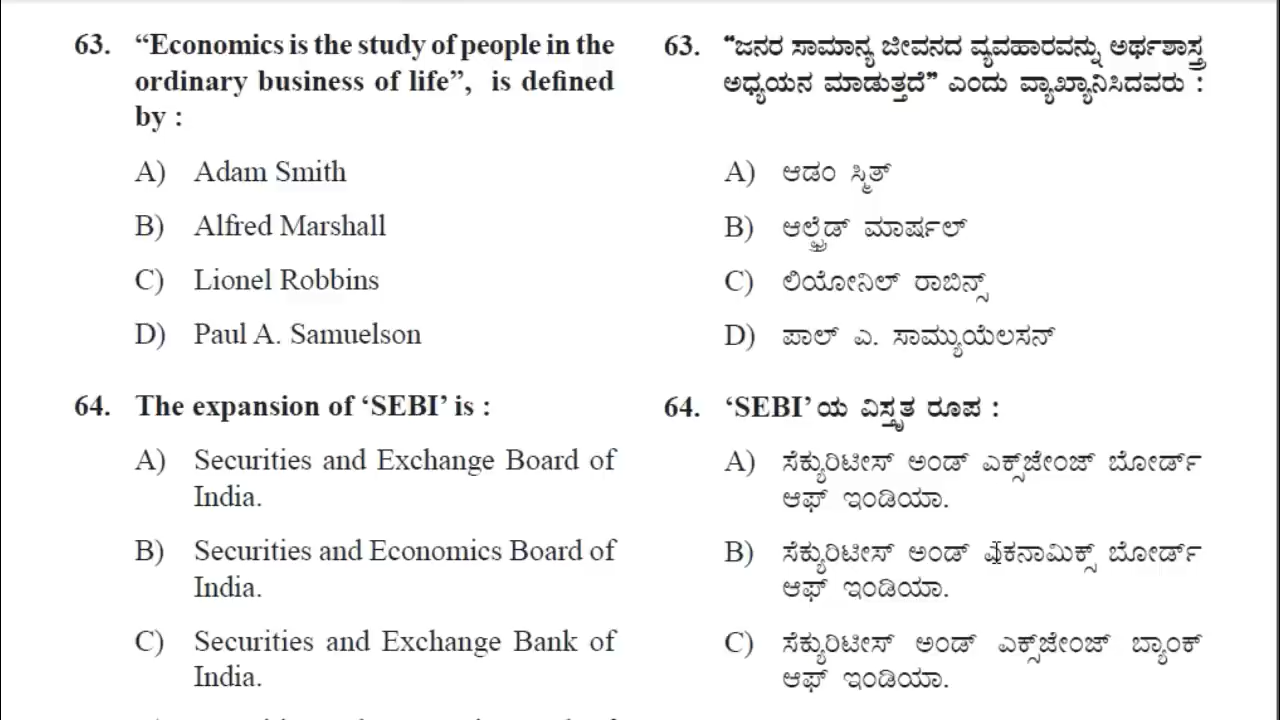 63. “Economics is the study of people in the
ordinary business of life”, is defined
by :
A) Adam Smith
B) Alfred Marshall
C) Lionel Robbins
D) Paul A. Samuelson
64. The expansion of ‘SEBI’ is :
A) Securities and Exchange Board of
India.
B) Securities and Economics Board of
India.
C) Securities and Exchange Bank of
India.
63. “ಜನರ ಸಾಮಾನ್ಯ ಜೀವನದ ವ್ಯವಹಾರವನ್ನು ಅರ್ಥಶಾಸ್ತ್ರ
ಅಧ್ಯಯನ ಮಾಡುತ್ತದೆ” ಎಂದು ವ್ಯಾಖ್ಯಾನಿಸಿದವರು :
A) ಆಡಂ ಸ್ಮಿತ್
B) ಆಲ್ಫ್ರೆಡ್ ಮಾರ್ಷಲ್
C) ಲಿಯೋನಿಲ್ ರಾಬಿನ್ಸ್
D) ಪಾಲ್ ಎ. ಸಾಮ್ಯುಯೆಲಸನ್
64. ‘SEBI’ ಯ ವಿಸ್ತೃತ ರೂಪ :
A) ಸೆಕ್ಯುರಿಟೀಸ್ ಅಂಡ್ ಎಕ್ಸ್‌ಜೇಂಜ್ ಬೋರ್ಡ್
ಆಫ್ ಇಂಡಿಯಾ.
B) ಸೆಕ್ಯುರಿಟೀಸ್ ಅಂಡ್ ಎಕನಾಮಿಕ್ಸ್ ಬೋರ್ಡ್
ಆಫ್ ಇಂಡಿಯಾ.
C) ಸೆಕ್ಯುರಿಟೀಸ್ ಅಂಡ್ ಎಕ್ಸ್‌ಜೇಂಜ್ ಬ್ಯಾಂಕ್
ಆಫ್ ಇಂಡಿಯಾ.